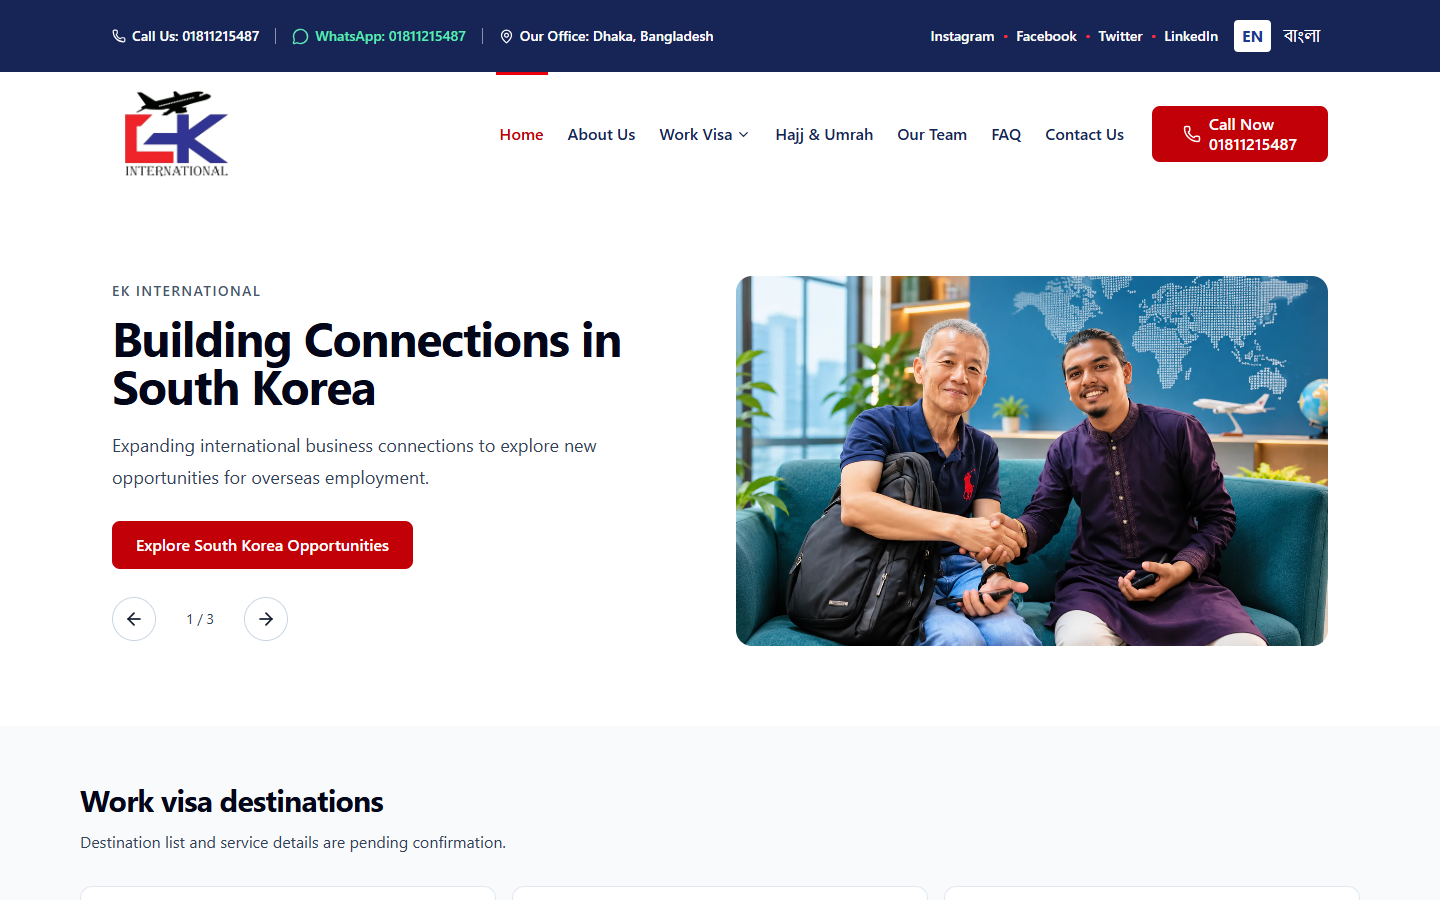 Call Us: 01811215487
WhatsApp: 01811215487
Our Office: Dhaka, Bangladesh
Instagram • Facebook • Twitter • LinkedIn
EN
বাংলা
EK
INTERNATIONAL
Home
About Us
Work Visa
Hajj & Umrah
Our Team
FAQ
Contact Us
Call Now
01811215487
EK INTERNATIONAL
Building Connections in
South Korea
Expanding international business connections to explore new
opportunities for overseas employment.
Explore South Korea Opportunities
1 / 3
Work visa destinations
Destination list and service details are pending confirmation.